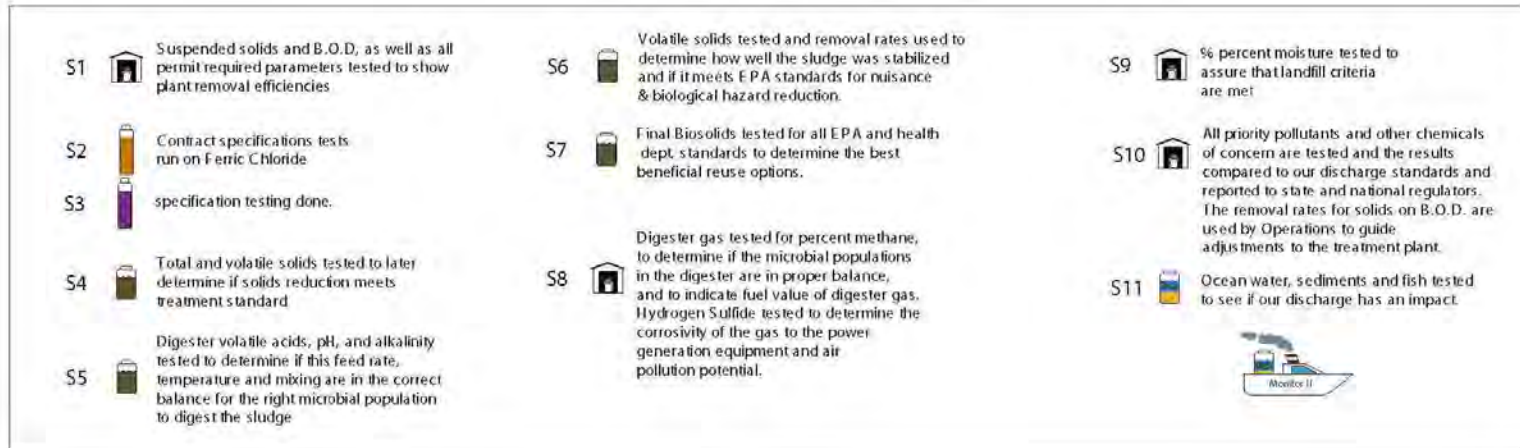 S1
Suspended solids and B.O.D, as well as all
permit required parameters tested to show
plant removal efficiencies
S2
Contract specifications tests
run on Ferric Chloride
S3
specification testing done.
S4
Total and volatile solids tested to later
determine if solids reduction meets
treatment standard
S5
Digester volatile acids, pH, and alkalinity
tested to determine if this feed rate,
temperature and mixing are in the correct
balance for the right microbial population
to digest the sludge
S6
Volatile solids tested and removal rates used to
determine how well the sludge was stabilized
and if it meets EPA standards for nuisance
& biological hazard reduction.
S7
Final Biosolids tested for all EPA and health
dept. standards to determine the best
beneficial reuse options.
S8
Digester gas tested for percent methane,
to determine if the microbial populations
in the digester are in proper balance,
and to indicate fuel value of digester gas.
Hydrogen Sulfide tested to determine the
corrosivity of the gas to the power
generation equipment and air
pollution potential.
S9
% percent moisture tested to
assure that landfill criteria
are met
S10
All priority pollutants and other chemicals
of concern are tested and the results
compared to our discharge standards and
reported to state and national regulators.
The removal rates for solids on B.O.D. are
used by Operations to guide
adjustments to the treatment plant.
S11
Ocean water, sediments and fish tested
to see if our discharge has an impact.
Monitor II